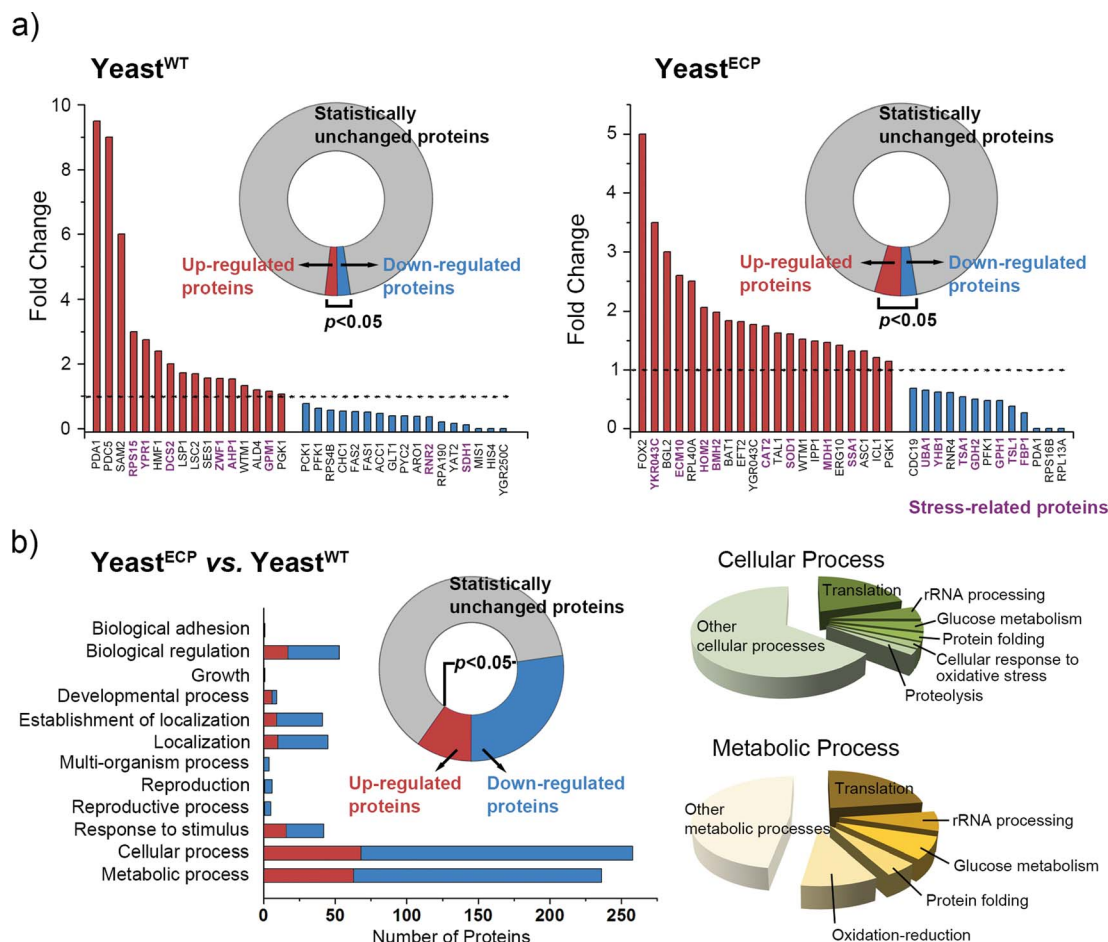 a)
Yeast^WT
Fold Change
10
8
6
4
2
0
Statistically
unchanged proteins
Up-regulated
proteins
Down-regulated
proteins
p<0.05
PDA1
PDC5
SAM2
RPS15
YPR1
HMF1
DCS2
LSP1
LSC2
SES1
ZWF1
AHP1
WTM1
ALD4
GPM1
PGK1
PCK1
PFK1
RPS4B
CHC1
FAS2
FAS1
ACC1
GLT1
PYC2
ARO1
RNR2
RPA190
YAT2
SDH1
MIS1
HIS4
YGR250C
Yeast^ECP
Fold Change
5
4
3
2
1
0
Statistically
unchanged proteins
Up-regulated
proteins
Down-regulated
proteins
p<0.05
FOX2
YKR043C
BGL2
ECM10
RPL40A
HOM2
BMH2
BAT1
EFT2
YGR043C
CAT2
TAL1
SOD1
WTM1
IPP1
MDH1
ERG10
SSA1
ASC1
ICL1
PGK1
CDC19
UBA1
YHB1
RNR4
TSA1
GDH2
PFK1
GPH1
TSL1
FBP1
PDA1
RPS16B
RPL13A
Stress-related proteins
b)
Yeast^ECP vs. Yeast^WT
Statistically
unchanged proteins
p<0.05
Up-regulated
proteins
Down-regulated
proteins
Biological adhesion
Biological regulation
Growth
Developmental process
Establishment of localization
Localization
Multi-organism process
Reproduction
Reproductive process
Response to stimulus
Cellular process
Metabolic process
0 50 100 150 200 250
Number of Proteins
Cellular Process
Translation
rRNA processing
Glucose metabolism
Protein folding
Cellular response to
oxidative stress
Proteolysis
Other
cellular processes
Metabolic Process
Translation
rRNA processing
Glucose metabolism
Protein folding
Oxidation-reduction
Other
metabolic processes